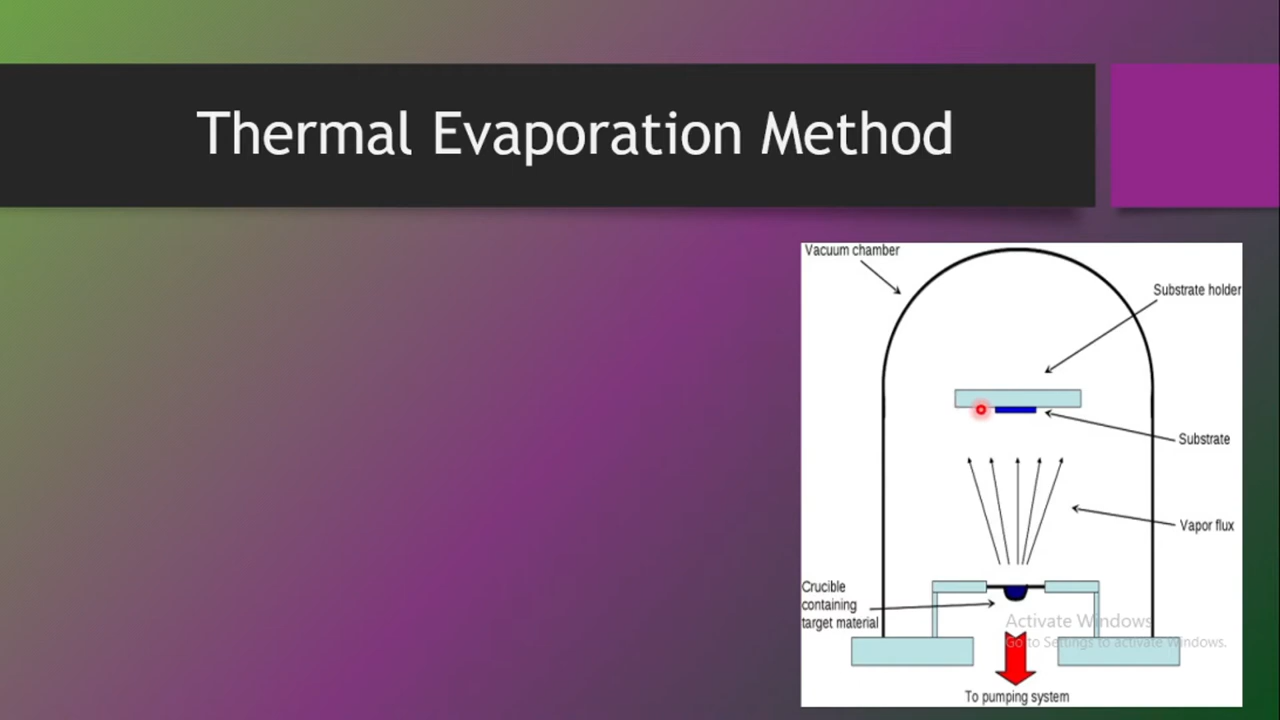 Thermal Evaporation Method
Vacuum chamber
Substrate holder
Substrate
Vapor flux
Crucible
containing
target material
Activate Windows
Go to Settings to activate Windows.
To pumping system